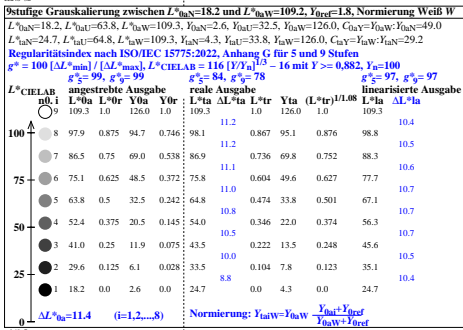 9stufige Grauskalierung zwischen L*0aN=18.2 und L*0aW=109.2, Y0ref=1.8, Normierung Weiß W
L*0aN=18.2, L*0aU=63.8, L*0aW=109.3, Y0aN=2.6, Y0aU=32.5, Y0aW=126.0, C0aY=Y0aW:Y0aN=49.0
L*taN=24.7, L*taU=64.8, L*taW=109.3, YtaN=4.3, YtaU=33.8, YtaW=126.0, CtaY=YtaW:YtaN=29.2
Regularitätsindex nach ISO/IEC 15775:2022, Anhang G für 5 und 9 Stufen
g* = 100 [ΔL*min] / [ΔL*max], L*CIELAB = 116 [Y/Yn]1/3 − 16 mit Y >= 0,882, Yn=100
g*5= 99, g*9= 99 g*5= 84, g*9= 78 g*5= 97, g*9= 97
L*CIELAB angestrebte Ausgabe reale Ausgabe linearisierte Ausgabe
n0. i L*0a L*0r Y0a Y0r L*ta ΔL*ta L*tr Yta (L*tr)1/1.08 L*la ΔL*la
9 109.3 1.0 126.0 1.0 109.1 1.0 126.0 1.0 109.3
11.2 10.4
100 8 97.9 0.875 94.7 0.746 98.1 0.867 95.1 0.876 98.8
11.2 10.5
7 86.5 0.75 69.0 0.538 86.9 0.736 69.8 0.752 88.3
11.1 10.6
75 6 75.1 0.625 48.5 0.372 75.8 0.604 49.6 0.627 77.7
11.0 10.7
5 63.8 0.5 32.5 0.242 64.8 0.474 33.8 0.501 67.1
10.8 10.7
50 4 52.4 0.375 20.5 0.145 54.0 0.346 22.0 0.374 56.3
10.5 10.7
3 41.0 0.25 11.9 0.075 43.5 0.222 13.5 0.248 45.6
10.0 10.5
25 2 29.6 0.125 6.1 0.028 33.5 0.104 7.8 0.123 35.1
8.8 10.4
1 18.2 0.0 2.6 0.0 24.7 0.0 4.3 0.0 24.7
0 ΔL*0a=11.4 (i=1,2,...,8) Normierung: YtaiW=Y0aW Y0ai+Y0ref
Y0aW+Y0ref